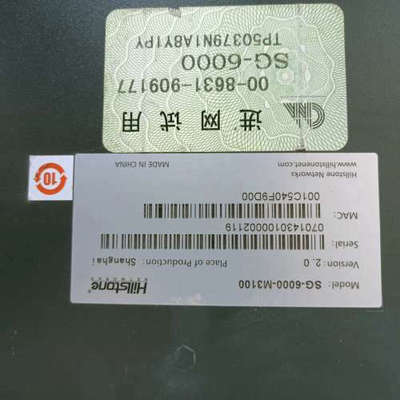 Model: SG-6000-M3100 Hillstone
NETWORKS
Version: 2.0 Place of Production: Shanghai
Serial:
0701430100002119
MAC:
001C540F9D00
Hillstone Networks MADE IN CHINA
www.hillstonenet.com
10
进网试用
00-8631-909177
SG-6000
TP50379N1A8Y1PY